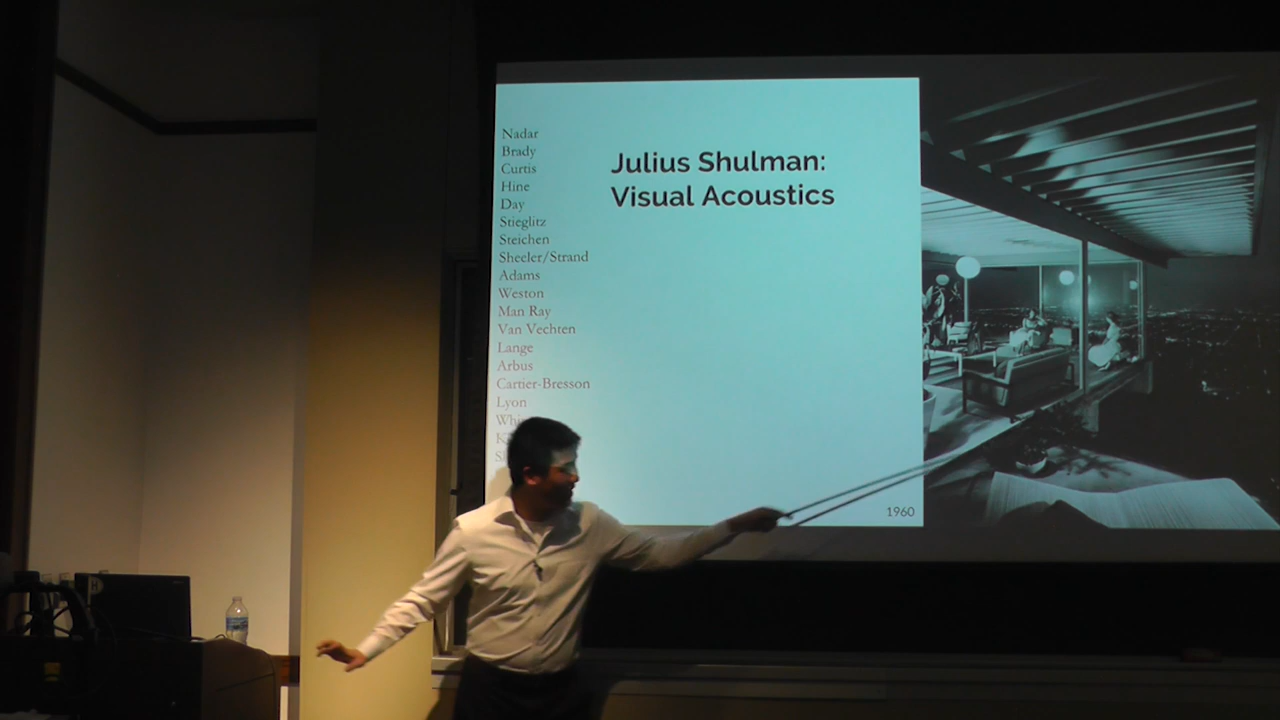 Nadar
Brady
Curtis
Hine
Day
Stieglitz
Steichen
Sheeler/Strand
Adams
Weston
Man Ray
Van Vechten
Lange
Arbus
Cartier-Bresson
Lyon
Julius Shulman:
Visual Acoustics
1960